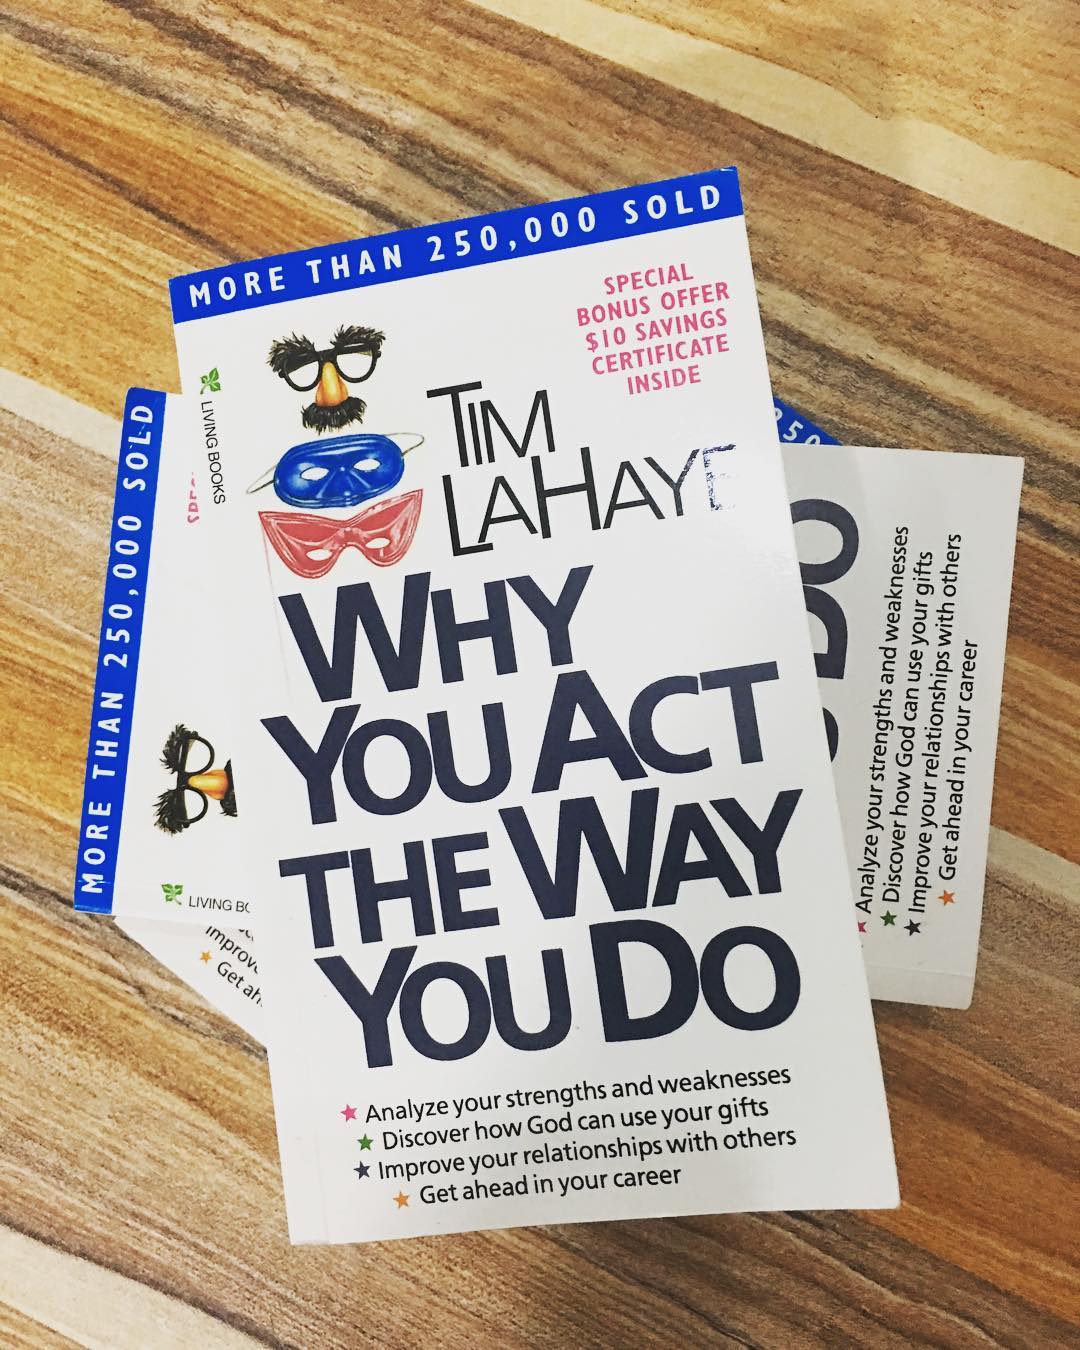 MORE THAN 250,000 SOLD
SPECIAL
BONUS OFFER
$10 SAVINGS
CERTIFICATE
INSIDE
LIVING BOOKS
TIM
LAHAYE
WHY
YOU ACT
THE WAY
YOU DO
Analyze your strengths and weaknesses
Discover how God can use your gifts
Improve your relationships with others
Get ahead in your career
MORE THAN 250,000 SOLD
LIVING
Get
DO
Analyze your strengths and weaknesses
Discover how God can use your gifts
Improve your relationships with others
Get ahead in your career